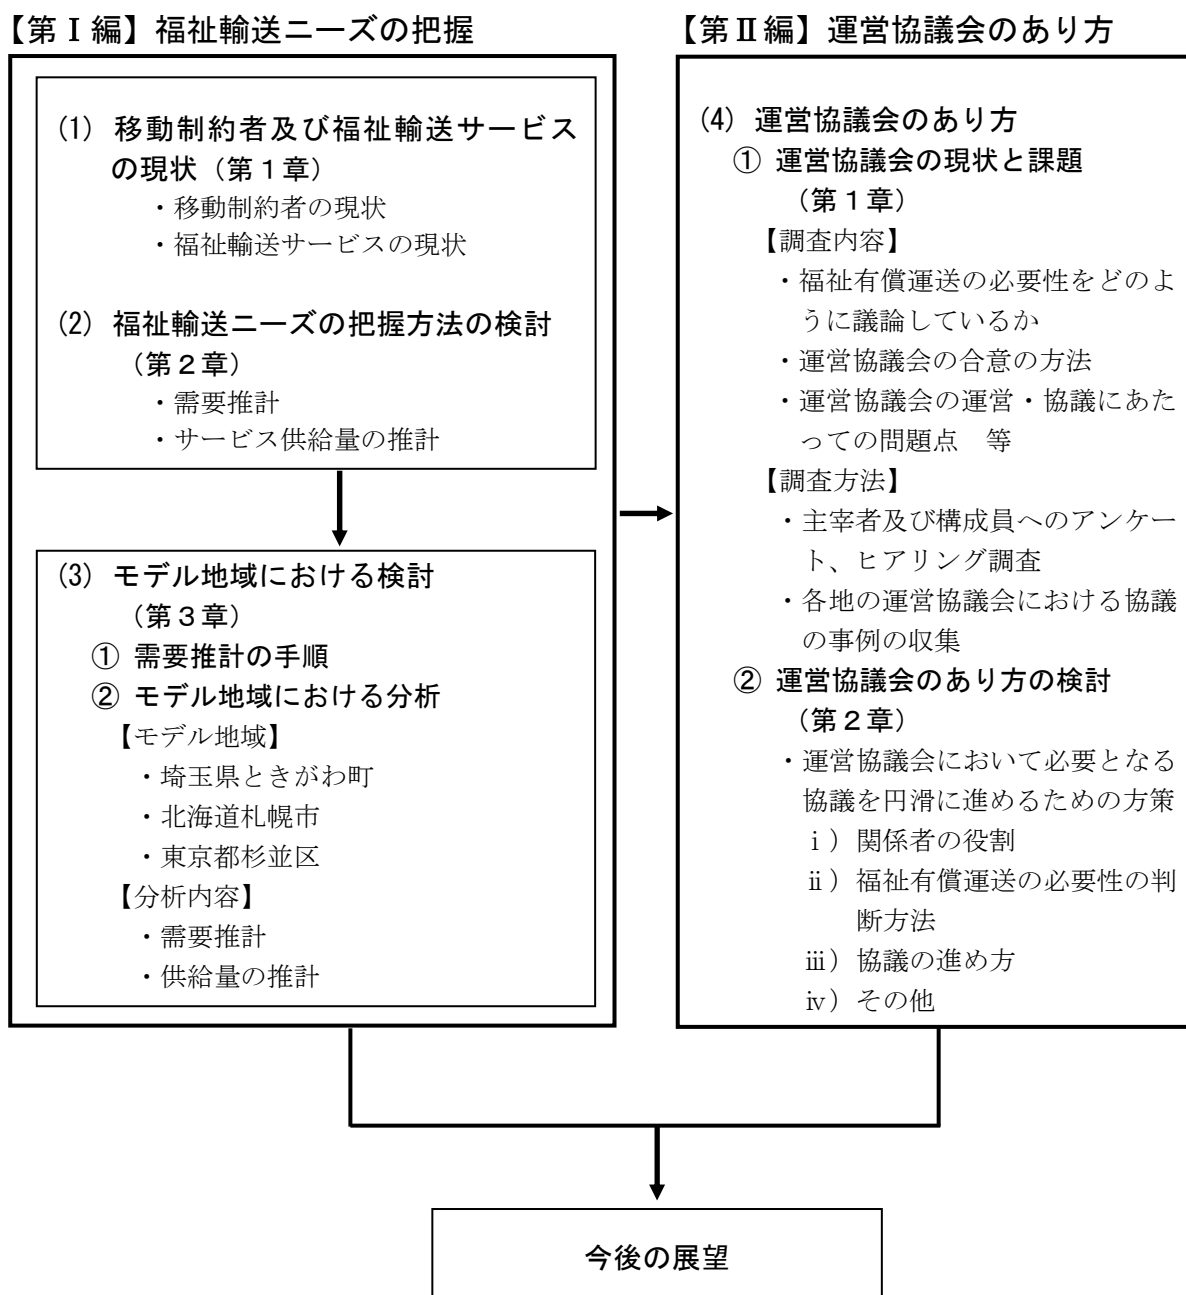 【第Ⅰ編】福祉輸送ニーズの把握
(1) 移動制約者及び福祉輸送サービス
の現状（第１章）
・移動制約者の現状
・福祉輸送サービスの現状
(2) 福祉輸送ニーズの把握方法の検討
（第２章）
・需要推計
・サービス供給量の推計
(3) モデル地域における検討
（第３章）
① 需要推計の手順
② モデル地域における分析
【モデル地域】
・埼玉県ときがわ町
・北海道札幌市
・東京都杉並区
【分析内容】
・需要推計
・供給量の推計
【第Ⅱ編】運営協議会のあり方
(4) 運営協議会のあり方
① 運営協議会の現状と課題
（第１章）
【調査内容】
・福祉有償運送の必要性をどのよ
うに議論しているか
・運営協議会の合意の方法
・運営協議会の運営・協議にあた
っての問題点　等
【調査方法】
・主宰者及び構成員へのアンケー
ト、ヒアリング調査
・各地の運営協議会における協議
の事例の収集
② 運営協議会のあり方の検討
（第２章）
・運営協議会において必要となる
協議を円滑に進めるための方策
ⅰ）関係者の役割
ⅱ）福祉有償運送の必要性の判
断方法
ⅲ）協議の進め方
ⅳ）その他
今後の展望